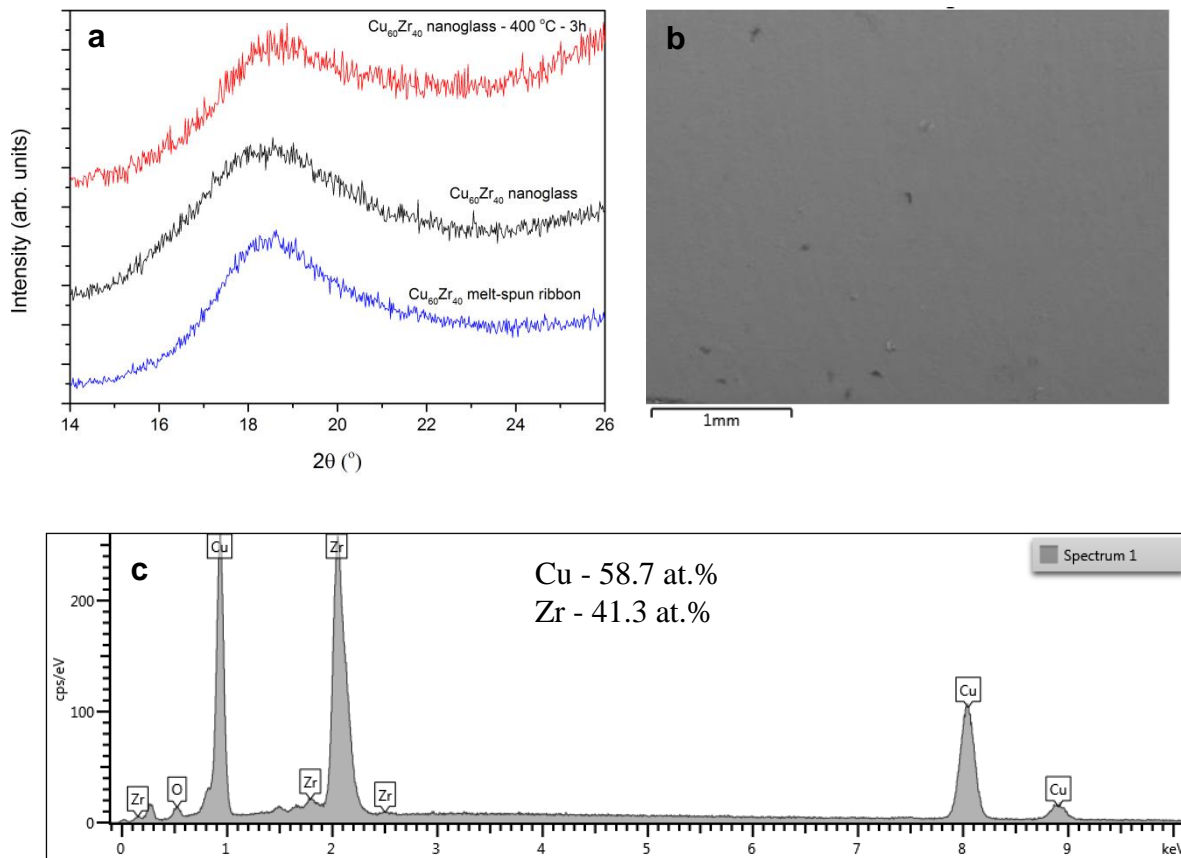 a
Cu60Zr40 nanoglass - 400 °C - 3h
Cu60Zr40 nanoglass
Cu60Zr40 melt-spun ribbon
Intensity (arb. units)
14 16 18 20 22 24 26
2θ (°)
b
1mm
c
Cu - 58.7 at.%
Zr - 41.3 at.%
Spectrum 1
cps/eV
200
100
0
Zr O Cu Zr Zr Zr Cu Cu
0 1 2 3 4 5 6 7 8 9 keV